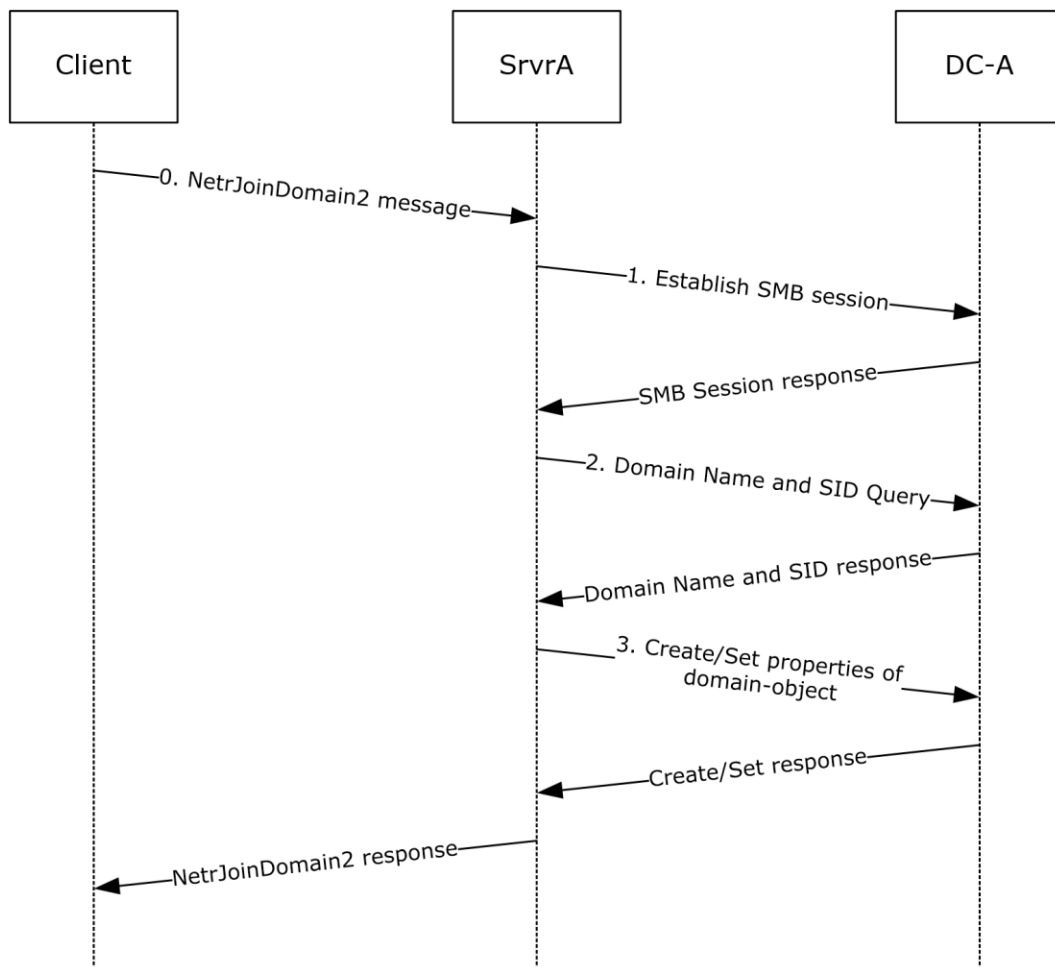 Client
SrvrA
DC-A
0. NetrJoinDomain2 message
1. Establish SMB session
SMB Session response
2. Domain Name and SID Query
Domain Name and SID response
3. Create/Set properties of
domain-object
Create/Set response
NetrJoinDomain2 response